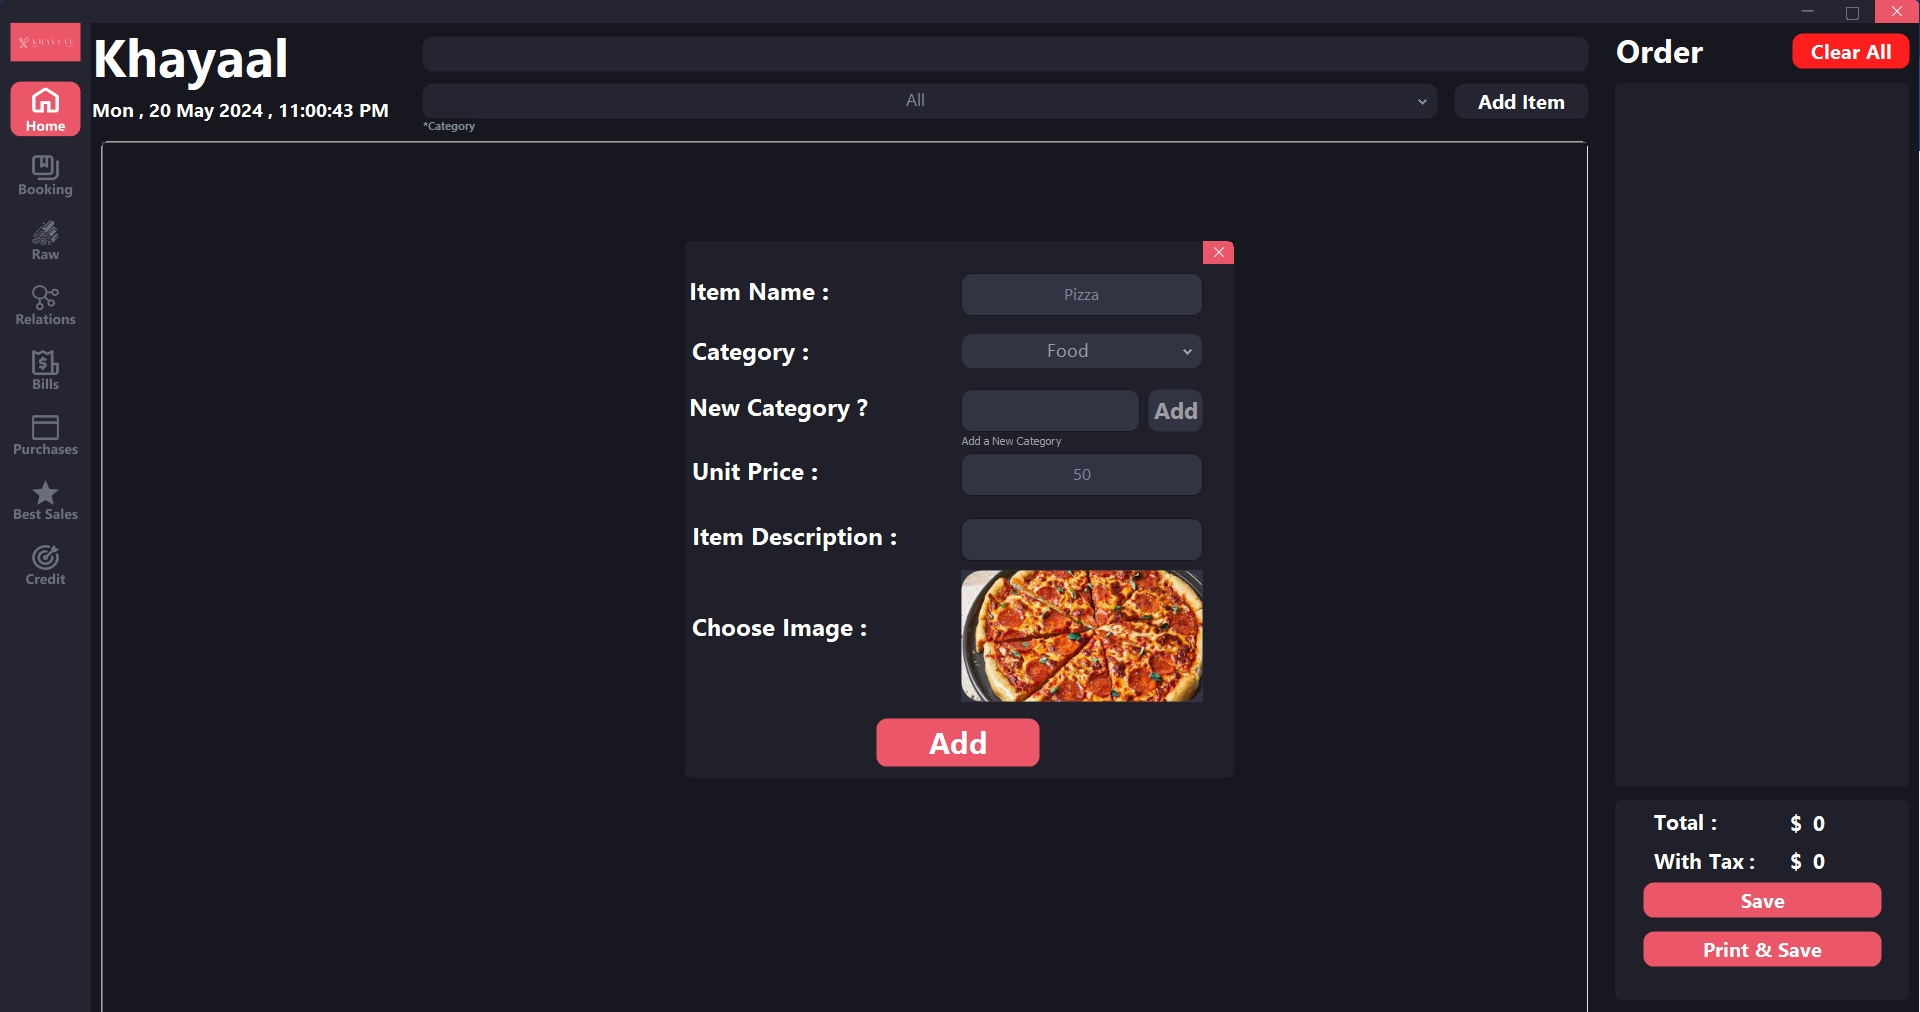 KHAYAAL
Home
Booking
Raw
Relations
Bills
Purchases
Best Sales
Credit
Khayaal
Mon , 20 May 2024 , 11:00:43 PM
All
*Category
Add Item
Item Name :
Pizza
Category :
Food
New Category ?
Add
Add a New Category
Unit Price :
50
Item Description :
Choose Image :
Add
Order
Clear All
Total :
$ 0
With Tax :
$ 0
Save
Print & Save